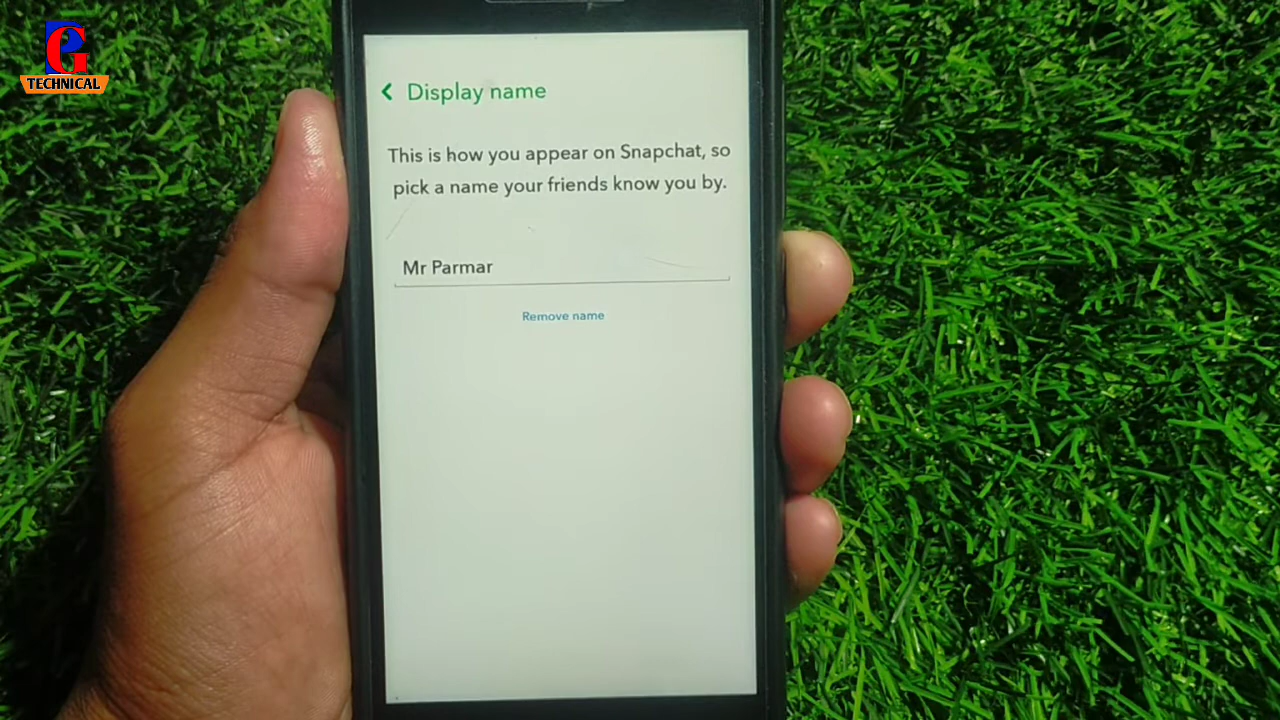 PG
TECHNICAL
Display name
This is how you appear on Snapchat, so
pick a name your friends know you by.
Mr Parmar
Remove name